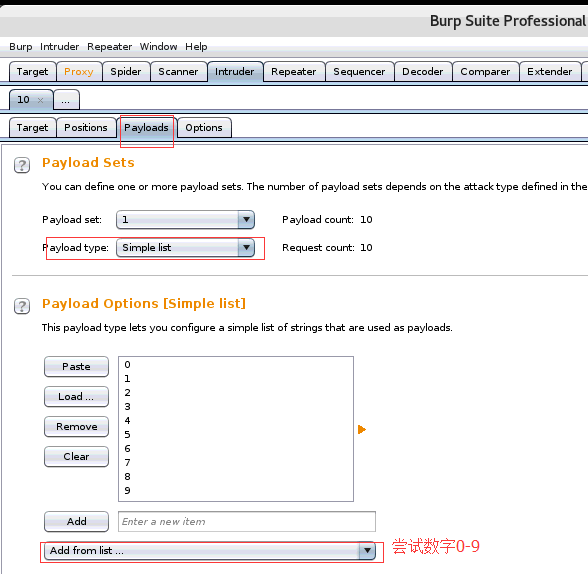 Burp Suite Professional
Burp Intruder Repeater Window Help
Target Proxy Spider Scanner Intruder Repeater Sequencer Decoder Comparer Extender
10 × ...
Target Positions Payloads Options
? Payload Sets
You can define one or more payload sets. The number of payload sets depends on the attack type defined in the
Payload set: 1 Payload count: 10
Payload type: Simple list Request count: 10
? Payload Options [Simple list]
This payload type lets you configure a simple list of strings that are used as payloads.
Paste
Load ...
Remove
Clear
0
1
2
3
4
5
6
7
8
9
Add Enter a new item
Add from list ... 尝试数字0-9